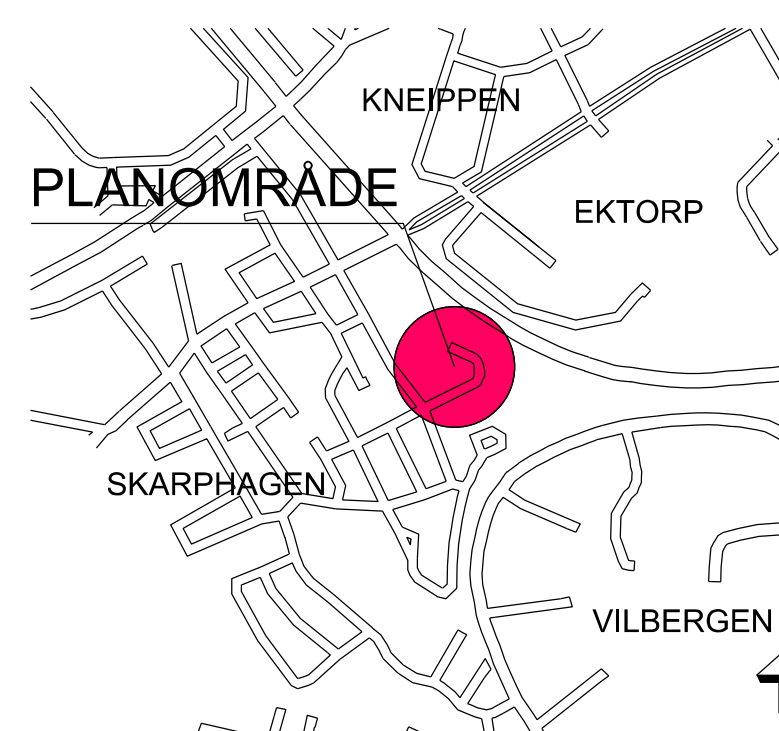 KNEIPPEN
PLANOMRÅDE
EKTORP
SKARPHAGEN
VILBERGEN